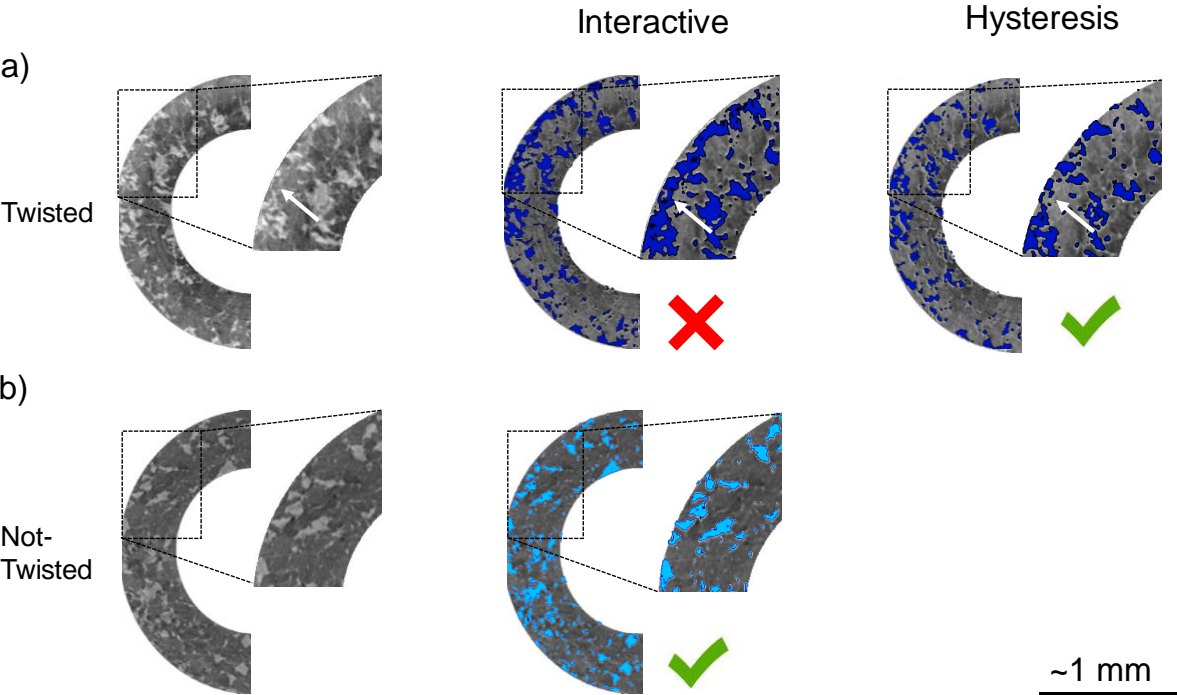 Interactive
Hysteresis
a)
Twisted
b)
Not-
Twisted
~1 mm